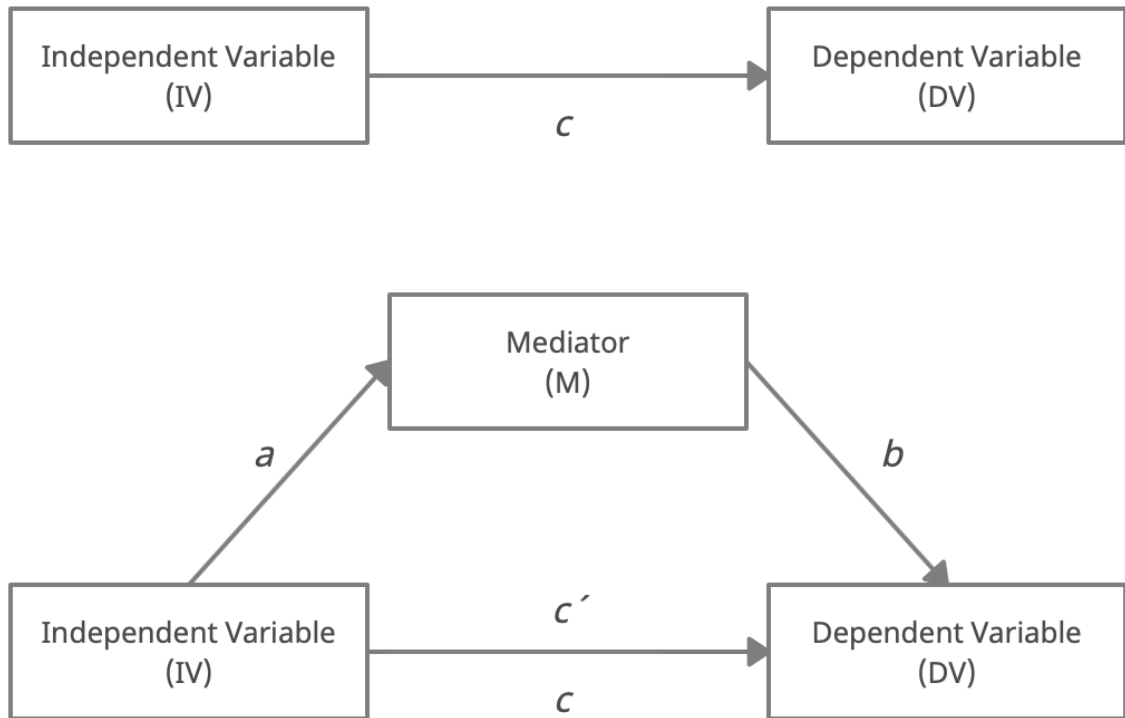 Independent Variable
(IV)
Dependent Variable
(DV)
c
Mediator
(M)
a
b
Independent Variable
(IV)
c´
Dependent Variable
(DV)
c